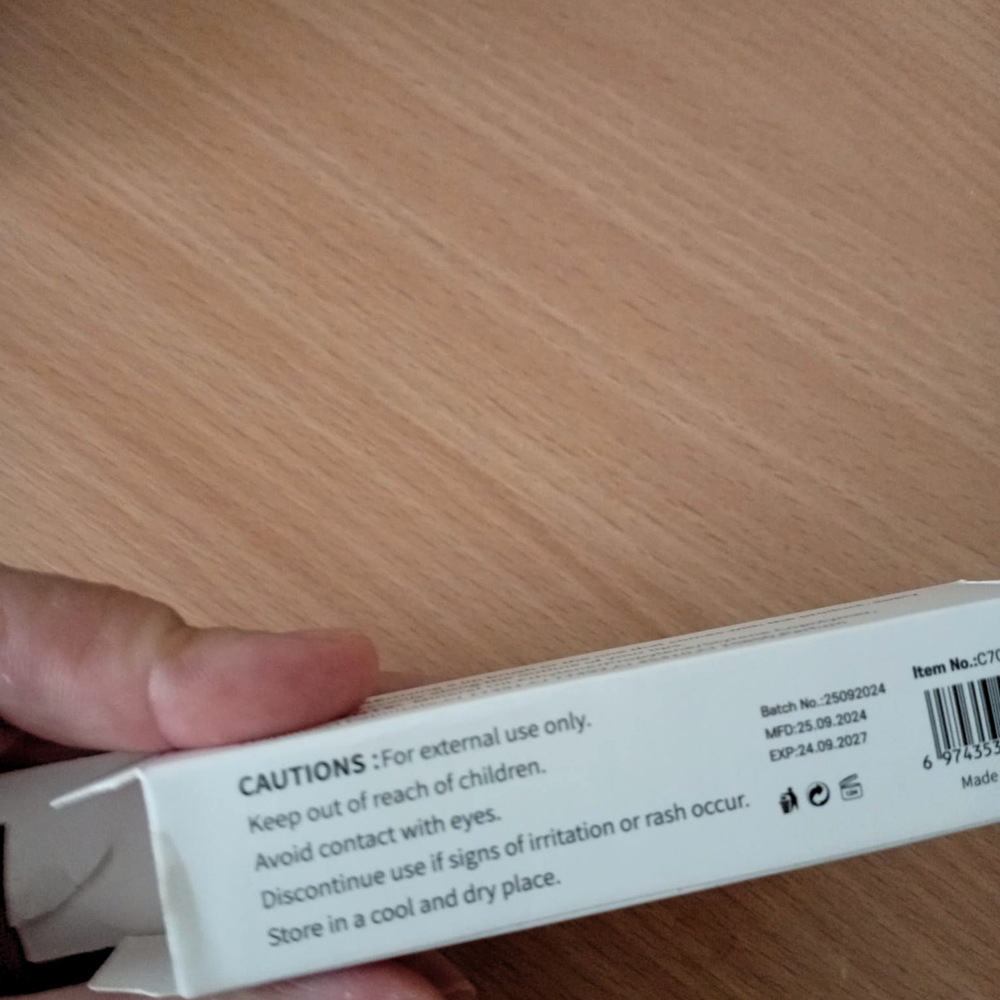 CAUTIONS :For external use only.
Keep out of reach of children.
Avoid contact with eyes.
Discontinue use if signs of irritation or rash occur.
Store in a cool and dry place.
Batch No.:25092024
MFD:25.09.2024
EXP:24.09.2027
Item No.:C70
6 974353
Made